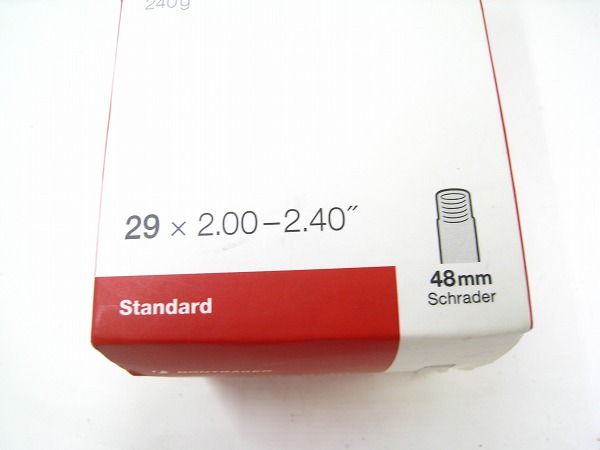 240g
29 × 2.00–2.40″
48mm
Schrader
Standard